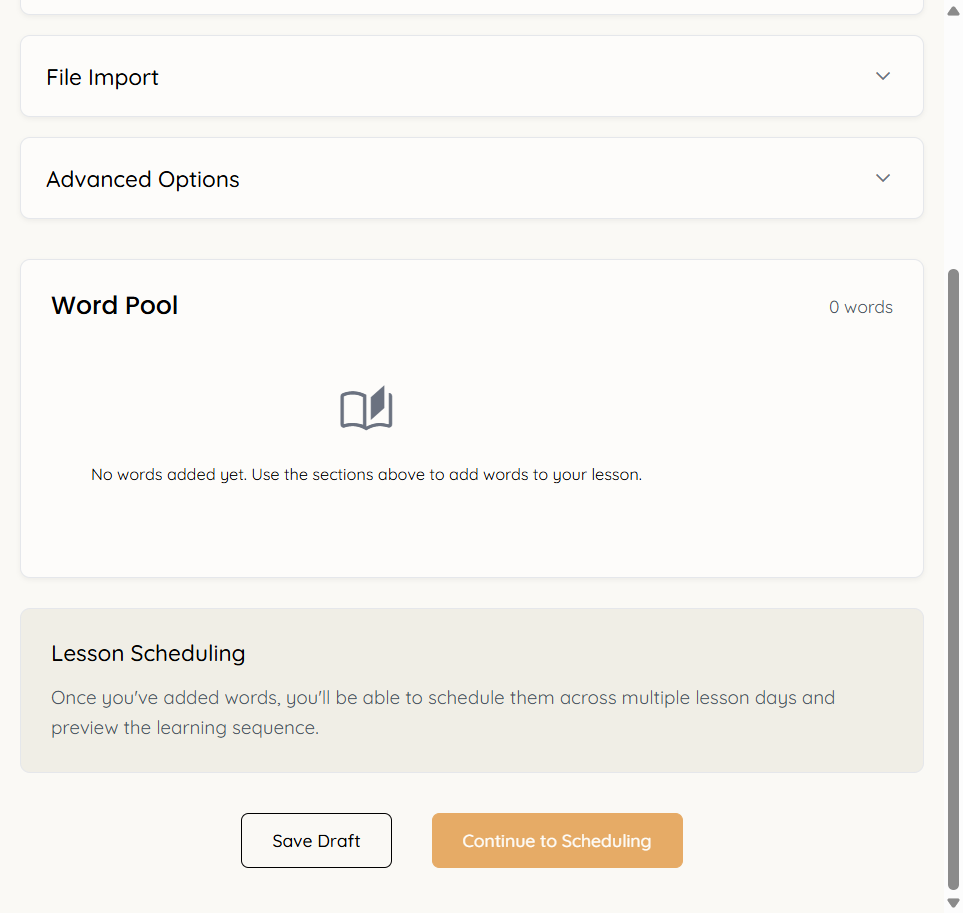 File Import
Advanced Options
Word Pool
0 words
No words added yet. Use the sections above to add words to your lesson.
Lesson Scheduling
Once you've added words, you'll be able to schedule them across multiple lesson days and
preview the learning sequence.
Save Draft
Continue to Scheduling